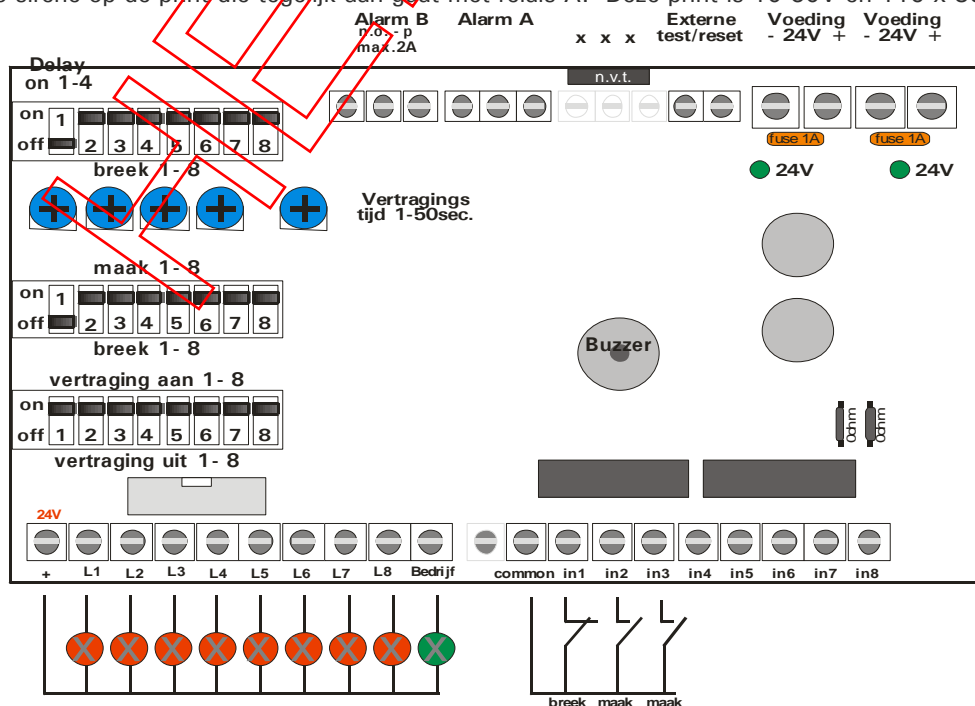 sirene op de print die tegelijk aan gaat met relais A. Deze print is
Alarm B Alarm A Externe Voeding Voeding
n.o. - p x x x test/reset - 24V + - 24V +
max.2A
Delay
on 1-4
n.v.t.
on 1
off 2 3 4 5 6 7 8
fuse 1A fuse 1A
breek 1- 8
24V 24V
Vertragings
tijd 1-50sec.
maak 1- 8
on 1
off 2 3 4 5 6 7 8
breek 1- 8
Buzzer
vertraging aan 1- 8
on
off 1 2 3 4 5 6 7 8
0ohm 0ohm
vertraging uit 1- 8
24V
+ L1 L2 L3 L4 L5 L6 L7 L8 Bedrijf common in1 in2 in3 in4 in5 in6 in7 in8
breek maak maak